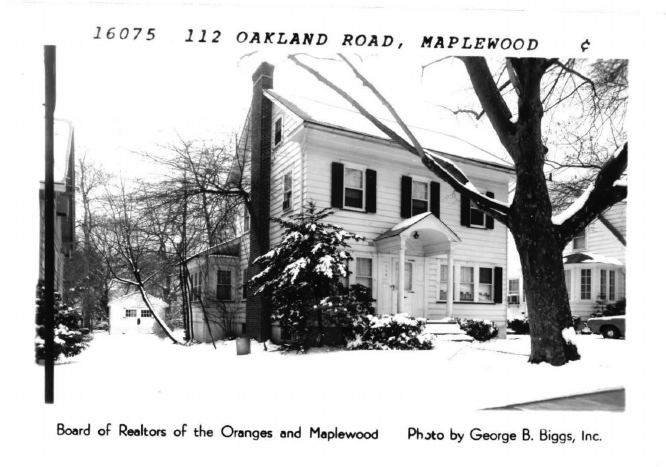 16075 112 OAKLAND ROAD, MAPLEWOOD ¢
Board of Realtors of the Oranges and Maplewood Photo by George B. Biggs, Inc.